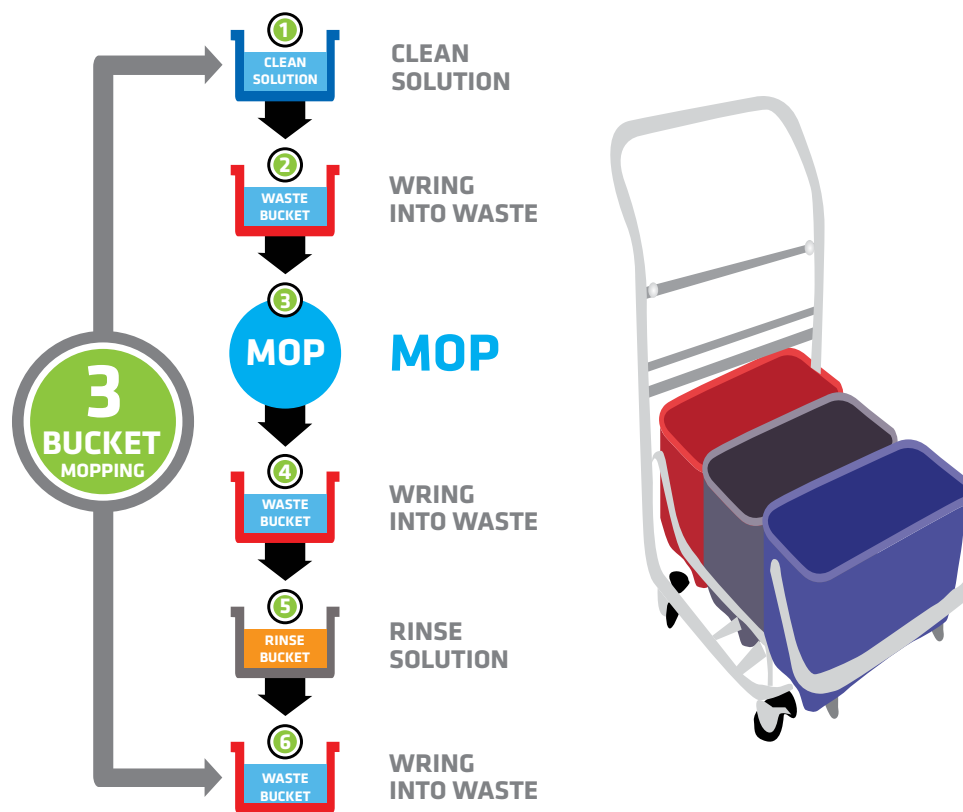 1
CLEAN
SOLUTION
CLEAN
SOLUTION
2
WASTE
BUCKET
WRING
INTO WASTE
3
MOP
MOP
3
BUCKET
MOPPING
4
WASTE
BUCKET
WRING
INTO WASTE
5
RINSE
BUCKET
RINSE
SOLUTION
6
WASTE
BUCKET
WRING
INTO WASTE